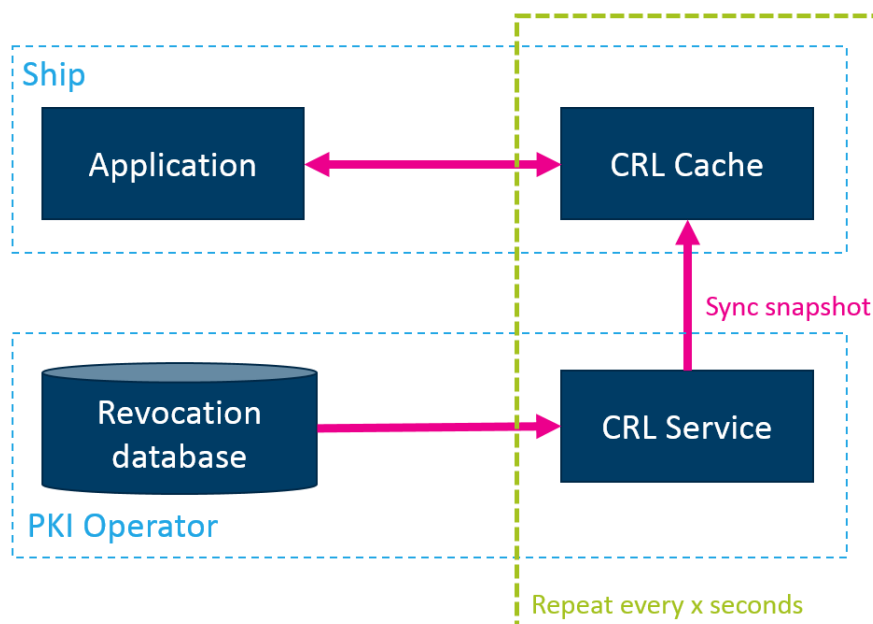 Ship
Application
CRL Cache
Sync snapshot
Revocation
database
CRL Service
PKI Operator
Repeat every x seconds